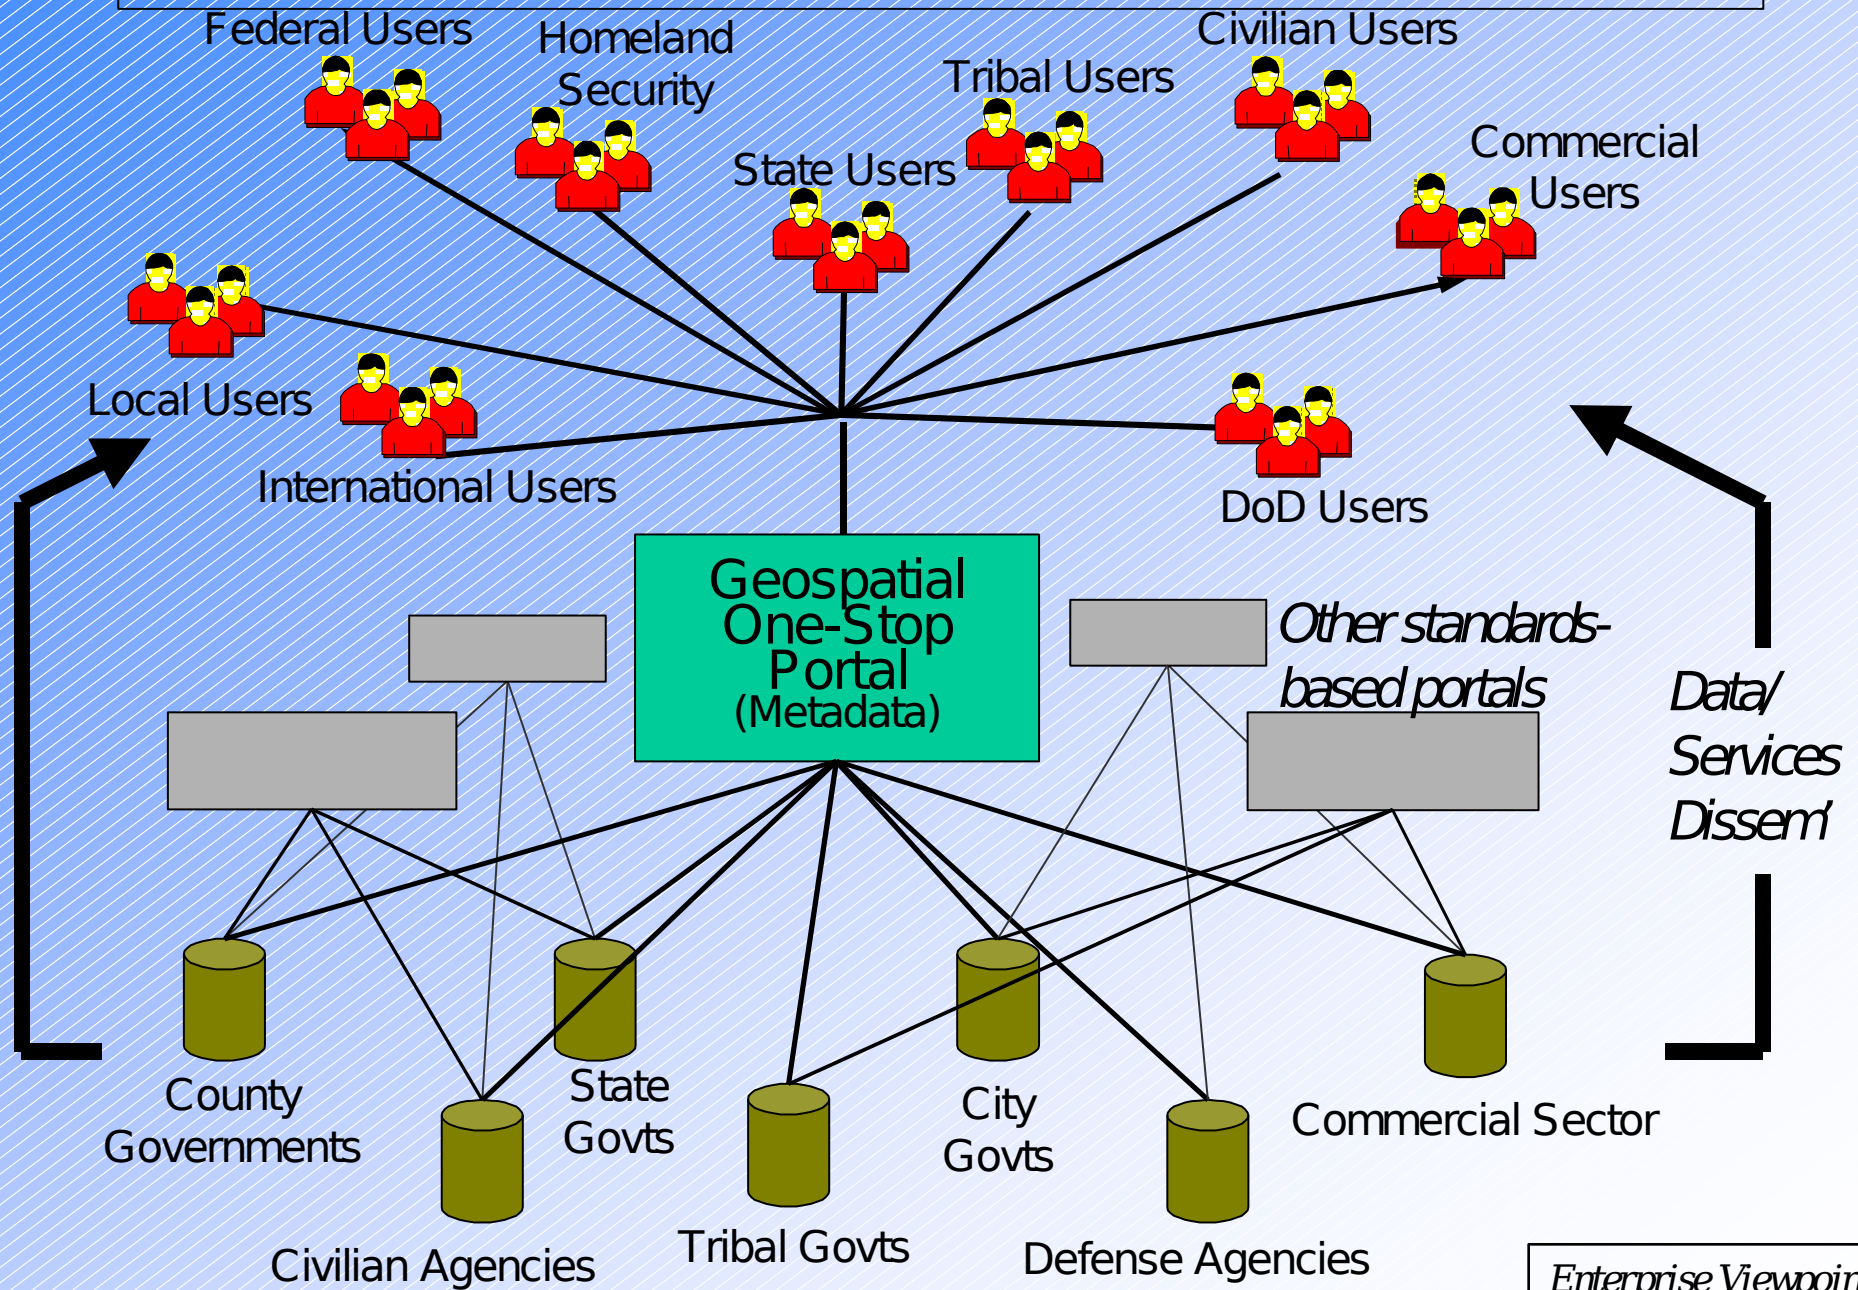 Federal Users
Homeland
Security
Civilian Users
Tribal Users
State Users
Commercial
Users
Local Users
International Users
DoD Users
Geospatial
One-Stop
Portal
(Metadata)
Other standards-
based portals
Data/
Services
Dissem'
County
Governments
State
Govts
City
Govts
Commercial Sector
Civilian Agencies
Tribal Govts
Defense Agencies
Enterprise